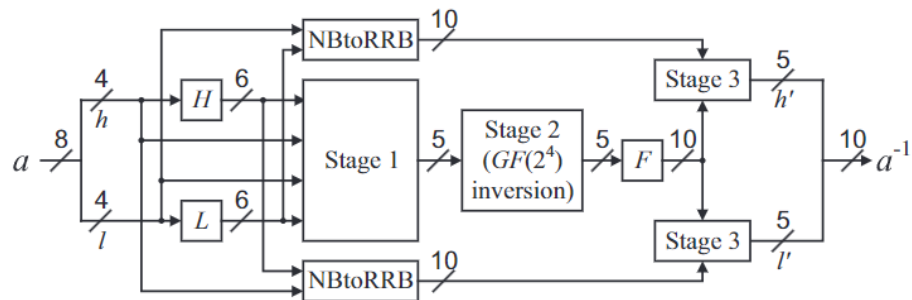 10
NBtoRRB
4
h
H
6
5
Stage 3
h'
8
a
Stage 1
5
Stage 2
(GF(2⁴)
inversion)
5
F
10
10
a⁻¹
4
l
L
6
5
Stage 3
l'
10
NBtoRRB